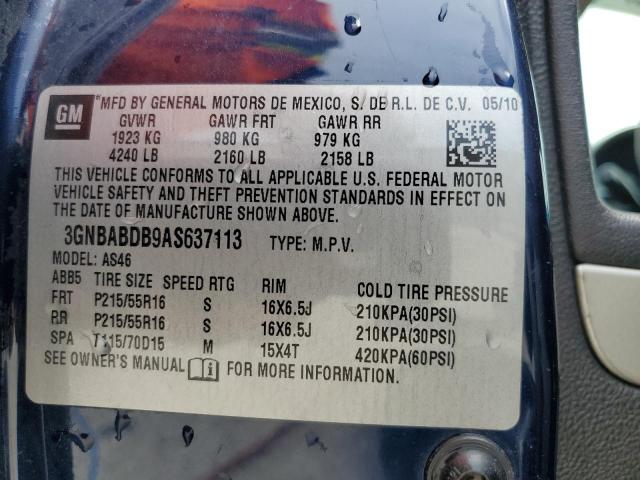 GM *MFD BY GENERAL MOTORS DE MEXICO, S. DE R.L. DE C.V. 05/10
GVWR GAWR FRT GAWR RR
1923 KG 980 KG 979 KG
4240 LB 2160 LB 2158 LB
THIS VEHICLE CONFORMS TO ALL APPLICABLE U.S. FEDERAL MOTOR
VEHICLE SAFETY AND THEFT PREVENTION STANDARDS IN EFFECT ON
DATE OF MANUFACTURE SHOWN ABOVE.
3GNBABDB9AS637113 TYPE: M.P.V.
MODEL: AS46
ABB5 TIRE SIZE SPEED RTG RIM COLD TIRE PRESSURE
FRT P215/55R16 S 16X6.5J 210KPA(30PSI)
RR P215/55R16 S 16X6.5J 210KPA(30PSI)
SPA T115/70D15 M 15X4T 420KPA(60PSI)
SEE OWNER'S MANUAL FOR MORE INFORMATION.